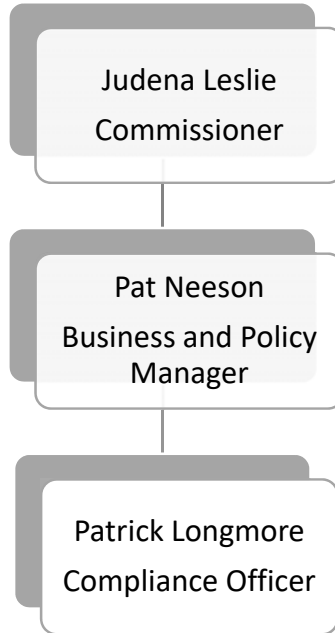 Judena Leslie
Commissioner
Pat Neeson
Business and Policy
Manager
Patrick Longmore
Compliance Officer